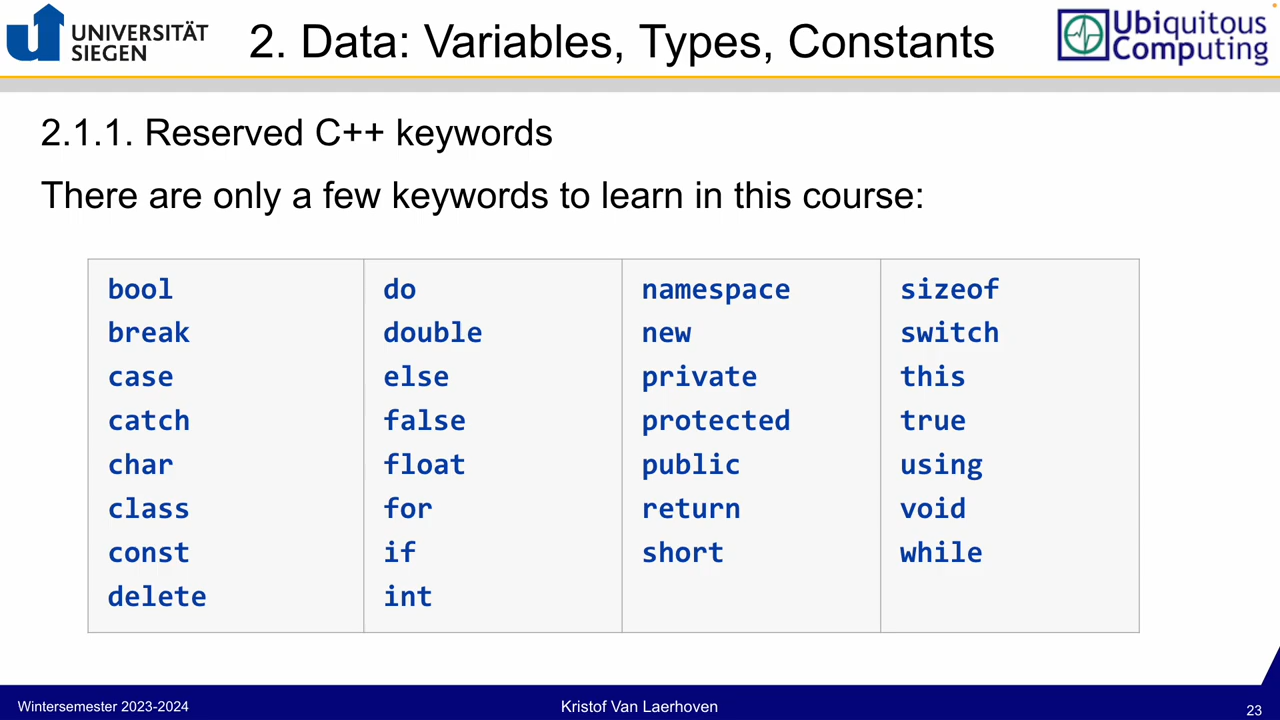 UNIVERSITÄT
SIEGEN
2. Data: Variables, Types, Constants
Ubiquitous
Computing
2.1.1. Reserved C++ keywords
There are only a few keywords to learn in this course:
bool
break
case
catch
char
class
const
delete
do
double
else
false
float
for
if
int
namespace
new
private
protected
public
return
short
sizeof
switch
this
true
using
void
while
Wintersemester 2023-2024
Kristof Van Laerhoven
23